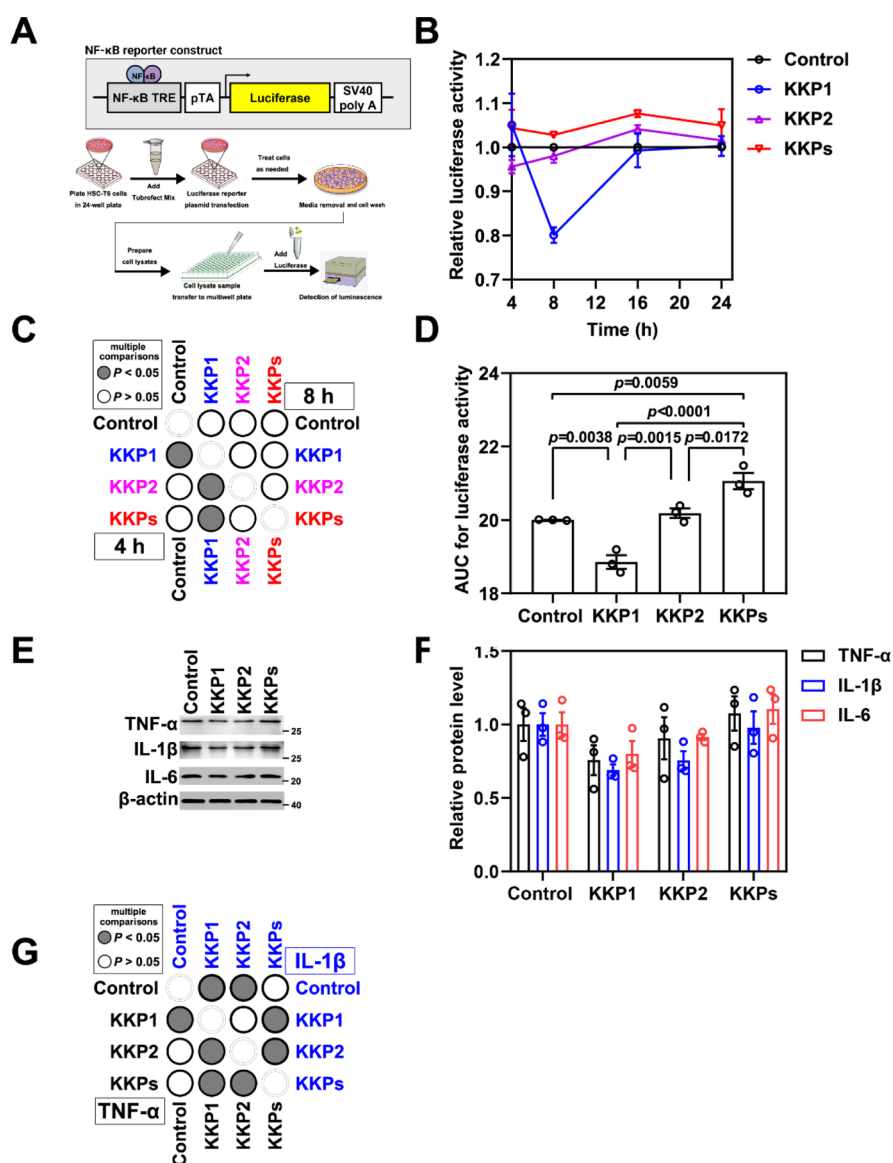 A
NF-κB reporter construct
NF κB
NF-κB TRE
pTA
Luciferase
SV40
poly A
Plate HSC-T6 cells
in 24-well plate
Add
Tubrofect Mix
Luciferase reporter
plasmid transfection
Treat cells
as needed
Media removal and cell wash
Prepare
cell lysates
Cell lysate sample
transfer to multiwell plate
Add
Luciferase
Detection of luminescence
B
Relative luciferase activity
1.2
1.1
1.0
0.9
0.8
0.7
4 8 12 16 20 24
Time (h)
Control
KKP1
KKP2
KKPs
C
multiple
comparisons
P < 0.05
P > 0.05
Control
KKP1
KKP2
KKPs
8 h
Control Control
KKP1 KKP1
KKP2 KKP2
KKPs KKPs
4 h
Control
KKP1
KKP2
KKPs
D
AUC for luciferase activity
24
22
20
18
p=0.0059
p<0.0001
p=0.0038 p=0.0015 p=0.0172
Control KKP1 KKP2 KKPs
E
Control
KKP1
KKP2
KKPs
TNF-α
25
IL-1β
25
IL-6
20
β-actin
40
F
Relative protein level
1.5
1.0
0.5
0.0
Control KKP1 KKP2 KKPs
TNF-α
IL-1β
IL-6
G
multiple
comparisons
P < 0.05
P > 0.05
Control
KKP1
KKP2
KKPs
IL-1β
Control Control
KKP1 KKP1
KKP2 KKP2
KKPs KKPs
TNF-α
Control
KKP1
KKP2
KKPs